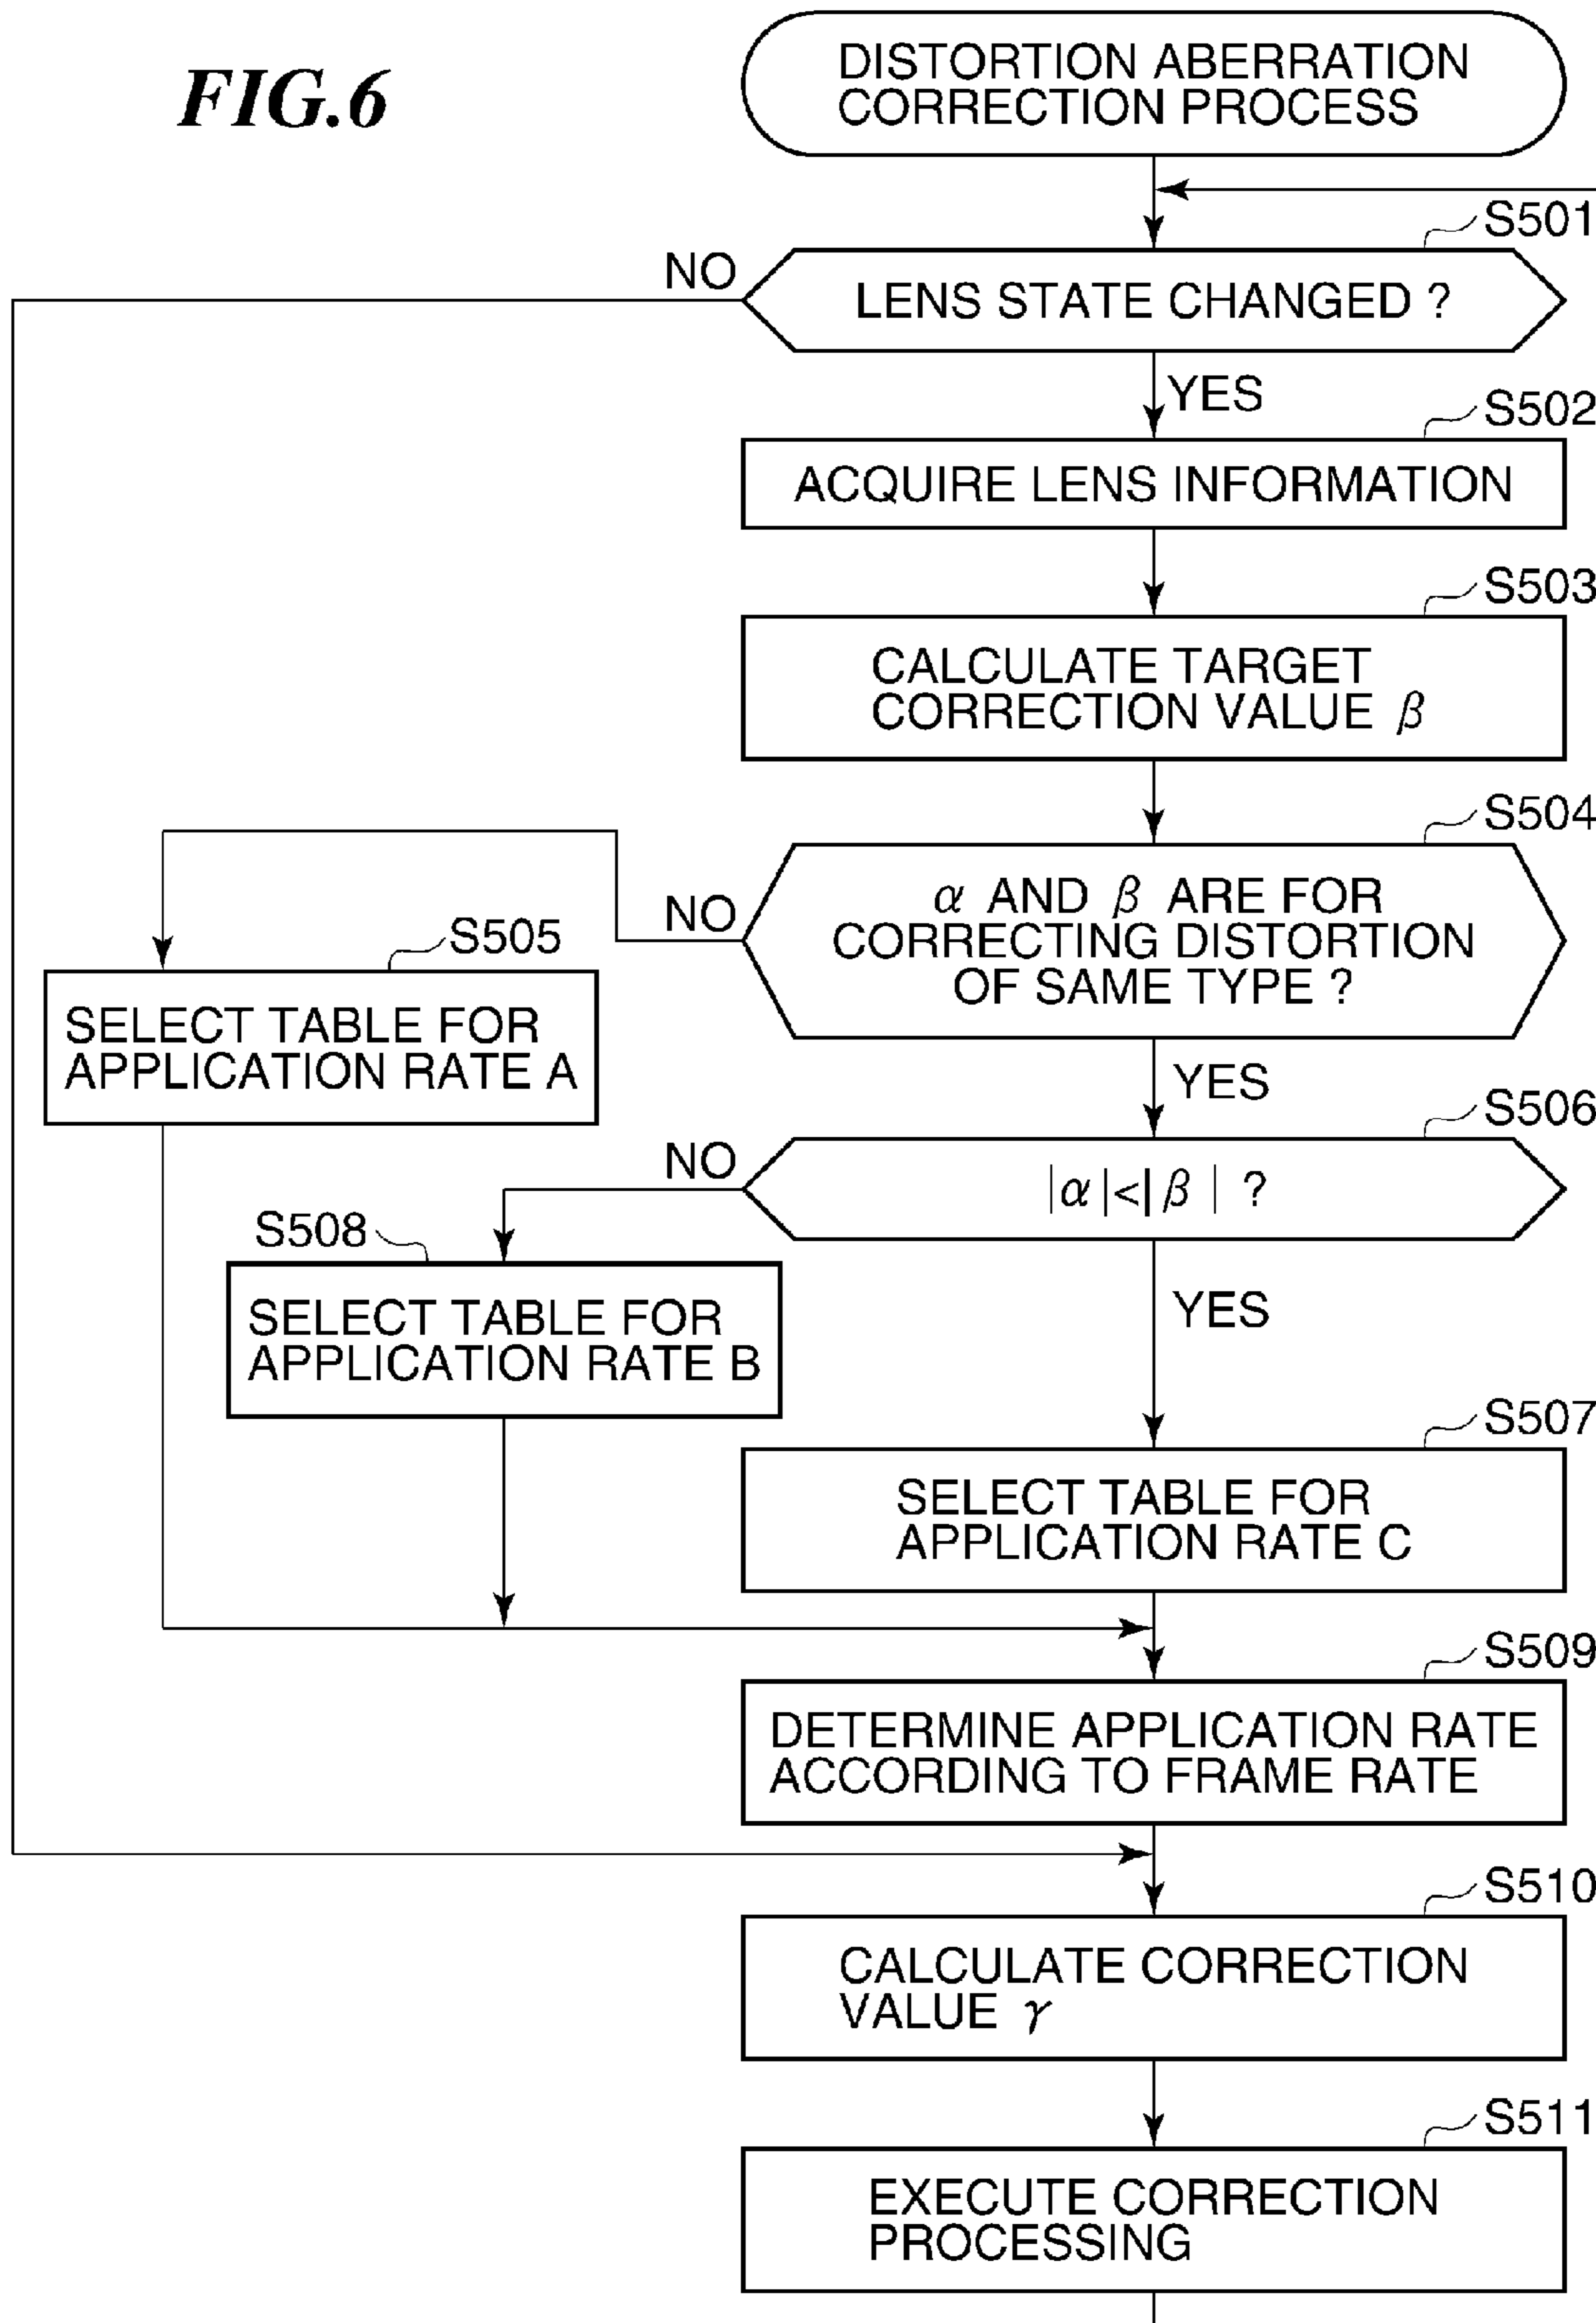 FIG.6
DISTORTION ABERRATION
CORRECTION PROCESS
S501
NO
LENS STATE CHANGED ?
YES
S502
ACQUIRE LENS INFORMATION
S503
CALCULATE TARGET
CORRECTION VALUE β
S504
NO
α AND β ARE FOR
CORRECTING DISTORTION
OF SAME TYPE ?
S505
SELECT TABLE FOR
APPLICATION RATE A
YES
S506
NO
|α|<|β| ?
S508
SELECT TABLE FOR
APPLICATION RATE B
YES
S507
SELECT TABLE FOR
APPLICATION RATE C
S509
DETERMINE APPLICATION RATE
ACCORDING TO FRAME RATE
S510
CALCULATE CORRECTION
VALUE γ
S511
EXECUTE CORRECTION
PROCESSING